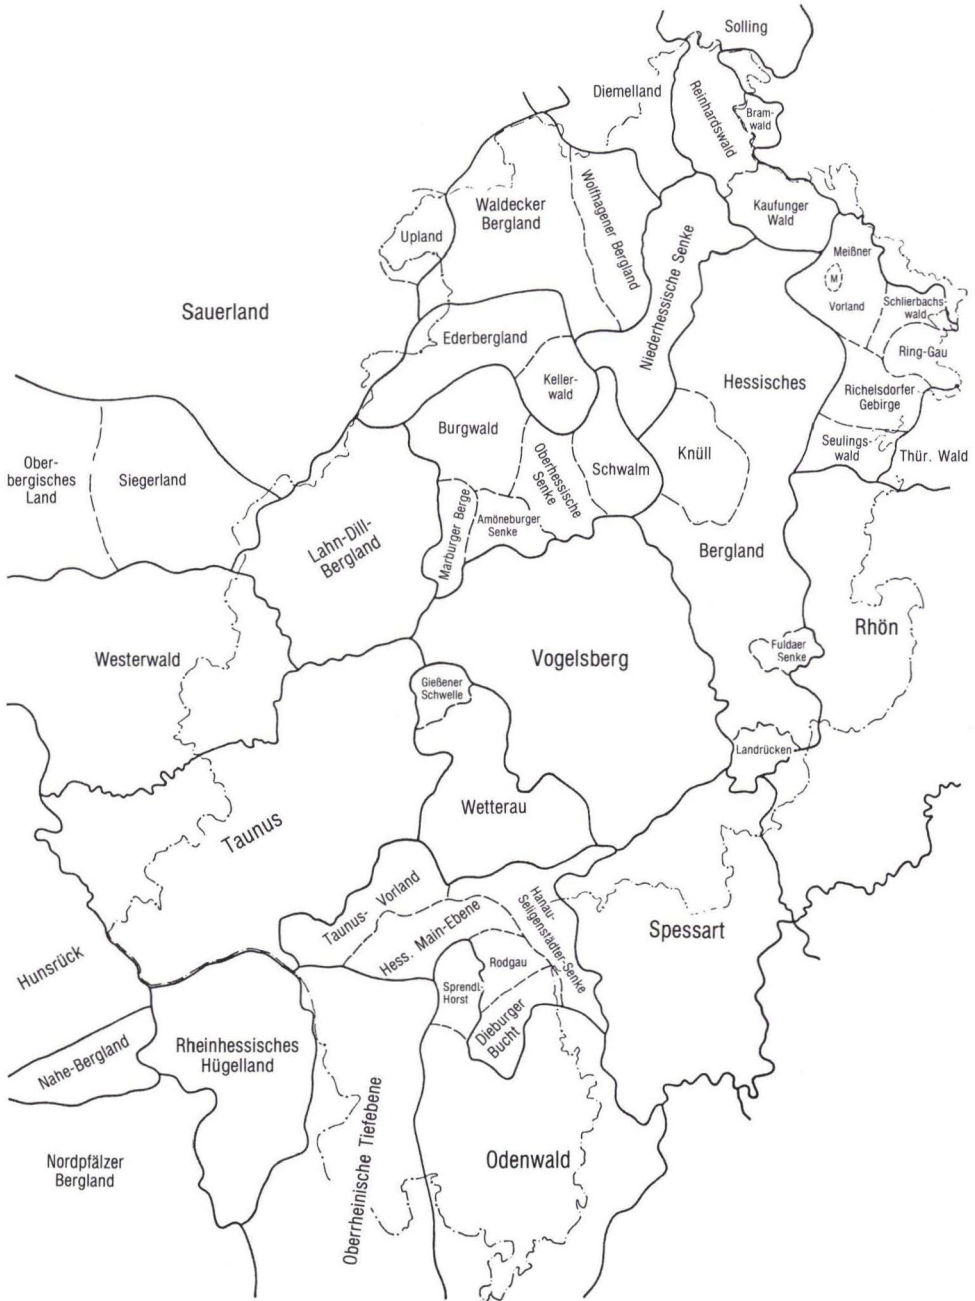 Solling
Diemelland
Reinhardswald
Bram-
wald
Waldecker
Bergland
Wolfhagener Bergland
Kaufunger
Wald
Upland
Niederhessische Senke
Meißner
M
Vorland
Schlierbachs-
wald
Sauerland
Ederbergland
Ring-Gau
Keller-
wald
Hessisches
Richelsdorfer
Gebirge
Burgwald
Knüll
Seulings-
wald
Thür. Wald
Ober-
bergisches
Land
Siegerland
Oberhessische
Senke
Schwalm
Lahn-Dill-
Bergland
Marburger Berge
Amöneburger
Senke
Bergland
Rhön
Westerwald
Vogelsberg
Fuldaer
Senke
Gießener
Schwelle
Landrücken
Wetterau
Taunus
Taunus- Vorland
Hess. Main-Ebene
Hanau-
Seligenstädter-Senke
Spessart
Hunsrück
Rodgau
Sprendl.
Horst
Dieburger
Bucht
Nahe-Bergland
Rheinhessisches
Hügelland
Oberrheinische Tiefebene
Nordpfälzer
Bergland
Odenwald